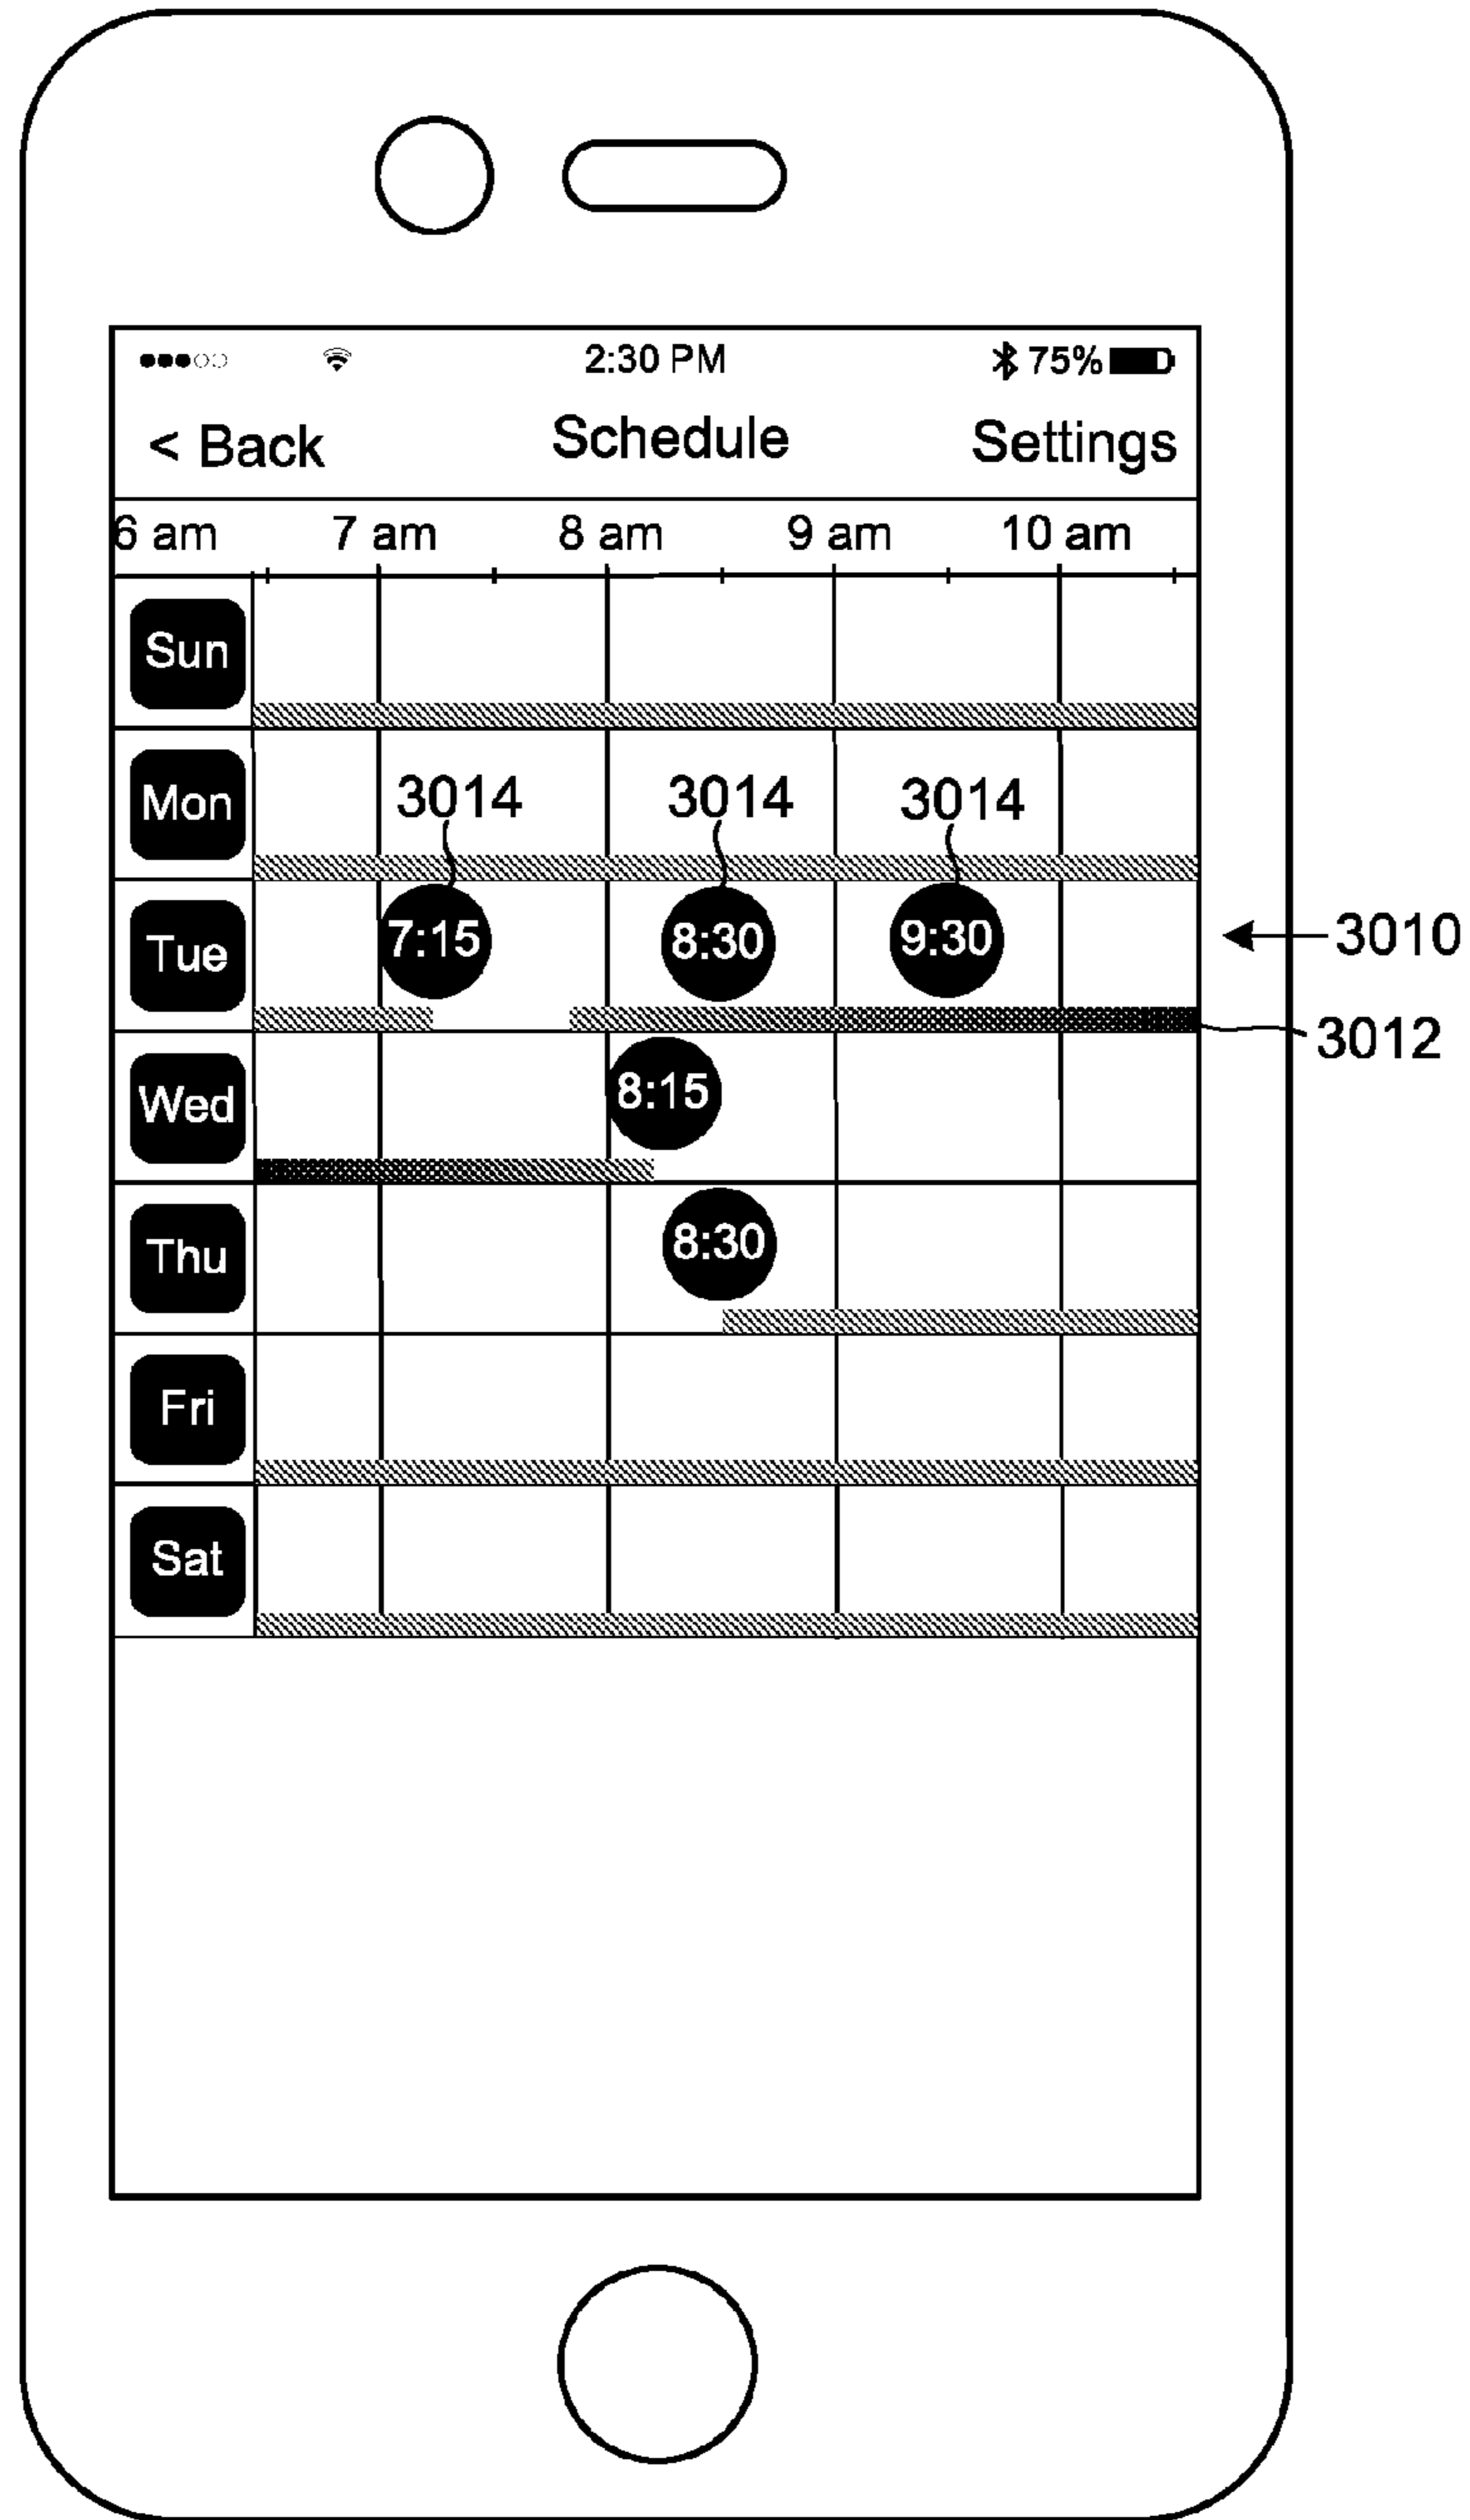 2:30 PM 75%
< Back Schedule Settings
6 am 7 am 8 am 9 am 10 am
Sun
Mon 3014 3014 3014
Tue 7:15 8:30 9:30 3010
3012
Wed 8:15
Thu 8:30
Fri
Sat